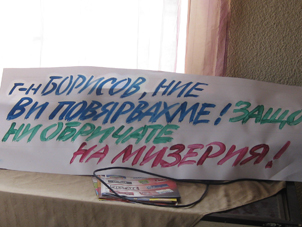 г-н БОРИСОВ, НИЕ
ВИ ПОВЯРВАХМЕ! ЗАЩО
НИ ОБРИЧАТЕ
НА МИЗЕРИЯ!